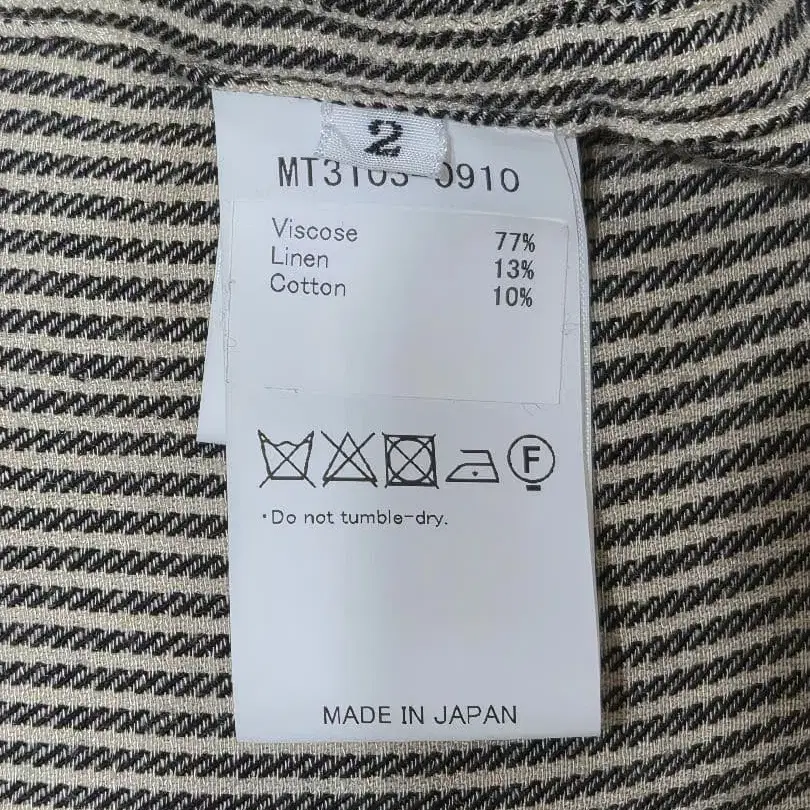 2
MT3103-0910
Viscose 77%
Linen 13%
Cotton 10%
F
・Do not tumble-dry.
MADE IN JAPAN